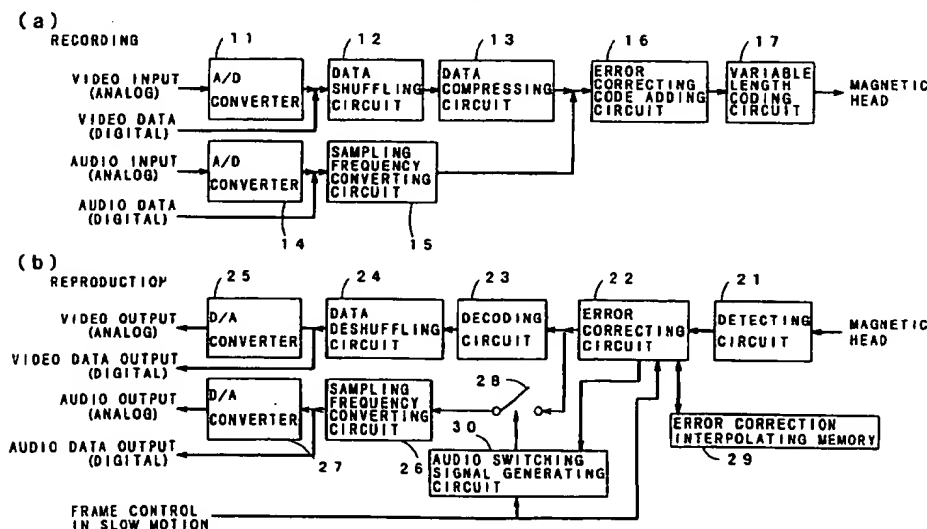 (a)
RECORDING
11
12
13
16
17
VIDEO INPUT
(ANALOG)
A/D
CONVERTER
DATA
SHUFFLING
CIRCUIT
DATA
COMPRESSING
CIRCUIT
ERROR
CORRECTING
CODE ADDING
CIRCUIT
VARIABLE
LENGTH
CODING
CIRCUIT
MAGNETIC
HEAD
VIDEO DATA
(DIGITAL)
AUDIO INPUT
(ANALOG)
A/D
CONVERTER
SAMPLING
FREQUENCY
CONVERTING
CIRCUIT
AUDIO DATA
(DIGITAL)
14
15
(b)
REPRODUCTION
25
24
23
22
21
VIDEO OUTPUT
(ANALOG)
D/A
CONVERTER
DATA
DESHUFFLING
CIRCUIT
DECODING
CIRCUIT
ERROR
CORRECTING
CIRCUIT
DETECTING
CIRCUIT
MAGNETIC
HEAD
VIDEO DATA OUTPUT
(DIGITAL)
AUDIO OUTPUT
(ANALOG)
D/A
CONVERTER
SAMPLING
FREQUENCY
CONVERTING
CIRCUIT
28
30
ERROR CORRECTION
INTERPOLATING MEMORY
29
AUDIO DATA OUTPUT
(DIGITAL)
27
26
AUDIO SWITCHING
SIGNAL GENERATING
CIRCUIT
FRAME CONTROL
IN SLOW MOTION